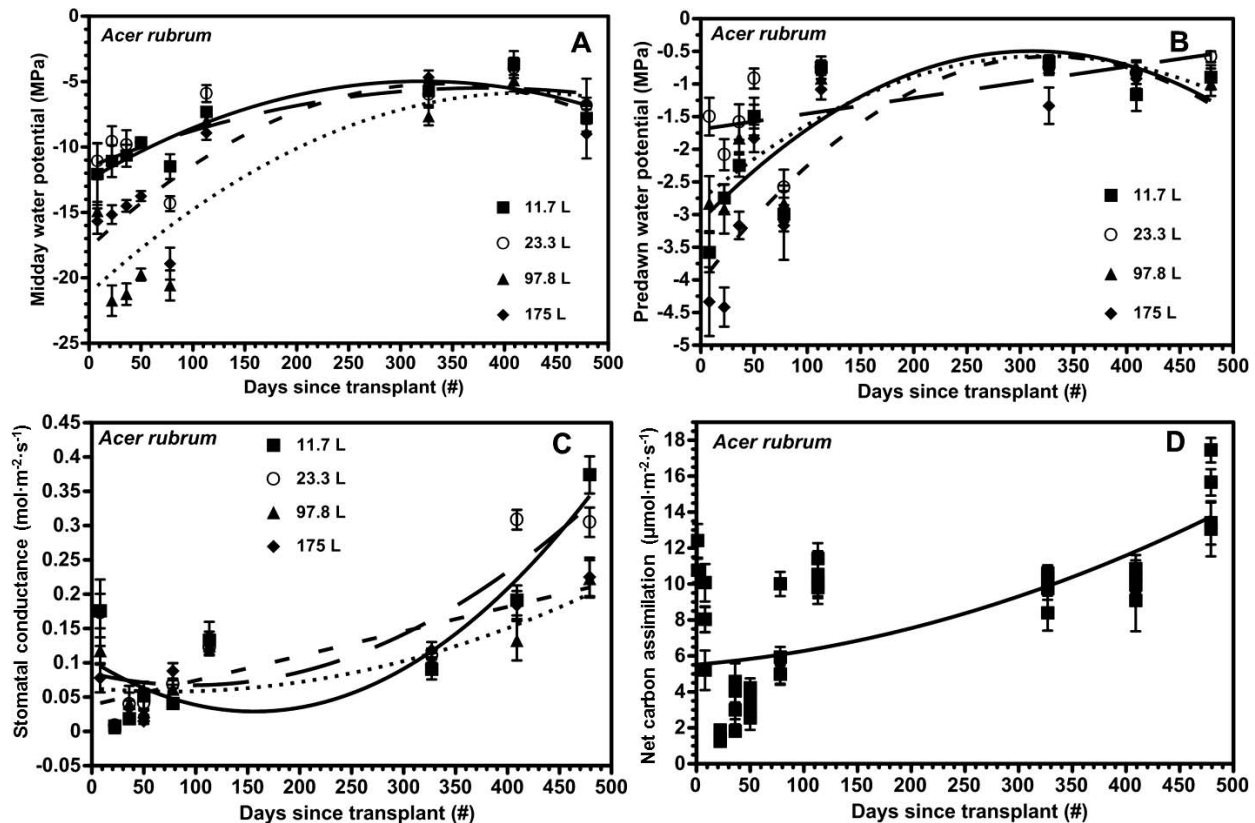 Acer rubrum
A
Midday water potential (MPa)
0
-5
-10
-15
-20
-25
11.7 L
23.3 L
97.8 L
175 L
0 50 100 150 200 250 300 350 400 450 500
Days since transplant (#)
Acer rubrum
B
Predawn water potential (MPa)
0
-0.5
-1
-1.5
-2
-2.5
-3
-3.5
-4
-4.5
-5
11.7 L
23.3 L
97.8 L
175 L
0 50 100 150 200 250 300 350 400 450 500
Days since transplant (#)
Acer rubrum
C
Stomatal conductance (mol·m-2·s-1)
0.45
0.4
0.35
0.3
0.25
0.2
0.15
0.1
0.05
0
-0.05
11.7 L
23.3 L
97.8 L
175 L
0 50 100 150 200 250 300 350 400 450 500
Days since transplant (#)
Acer rubrum
D
Net carbon assimilation (µmol·m-2·s-1)
20
18
16
14
12
10
8
6
4
2
0
0 50 100 150 200 250 300 350 400 450 500
Days since transplant (#)